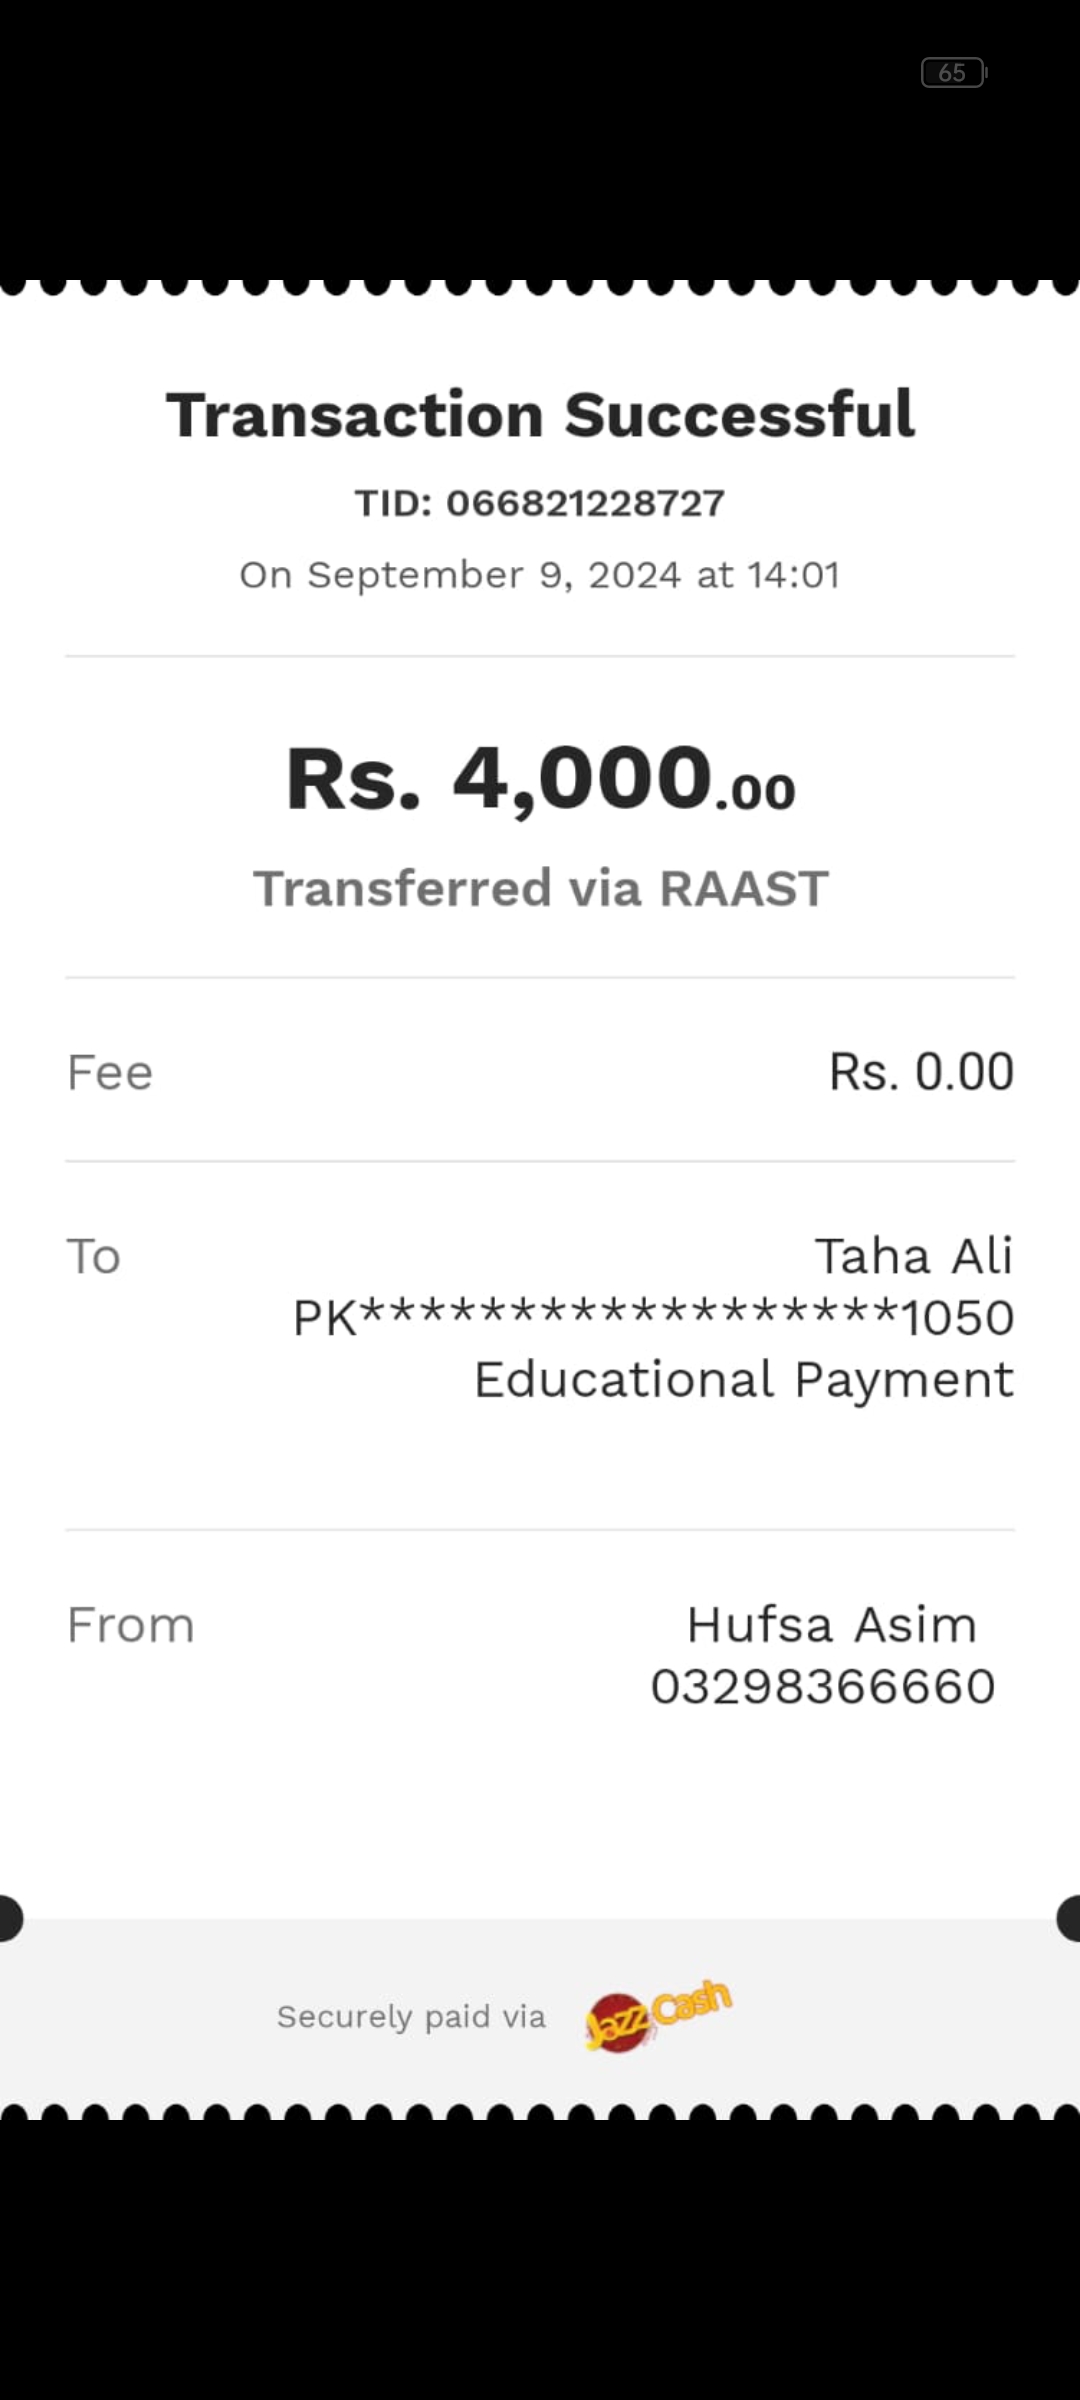 65
Transaction Successful
TID: 066821228727
On September 9, 2024 at 14:01
Rs. 4,000.00
Transferred via RAAST
Fee Rs. 0.00
To Taha Ali
PK******************1050
Educational Payment
From Hufsa Asim
03298366660
Securely paid via JazzCash